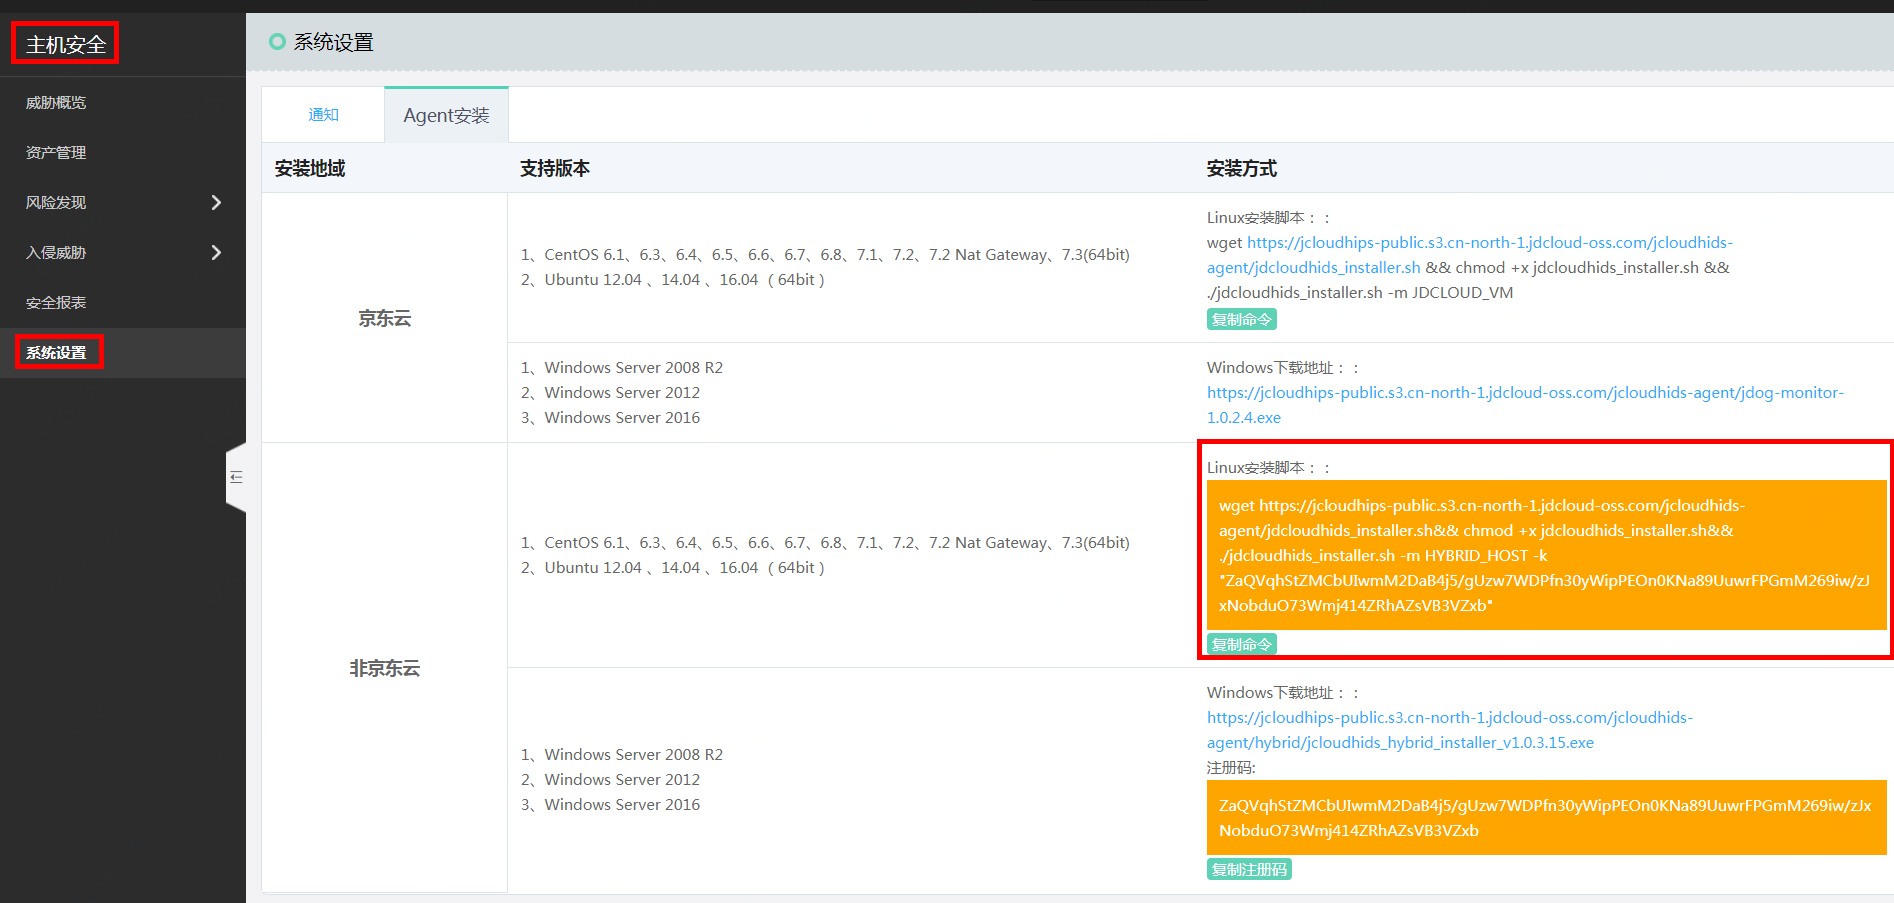 主机安全
威胁概览
资产管理
风险发现
入侵威胁
安全报表
系统设置
系统设置
通知
Agent安装
安装地域
支持版本
安装方式
京东云
1、CentOS 6.1、6.3、6.4、6.5、6.6、6.7、6.8、7.1、7.2、7.2 Nat Gateway、7.3(64bit)
2、Ubuntu 12.04 、14.04 、16.04 （ 64bit ）
Linux安装脚本：：
wget https://jcloudhips-public.s3.cn-north-1.jdcloud-oss.com/jcloudhids-
agent/jdcloudhids_installer.sh && chmod +x jdcloudhids_installer.sh &&
./jdcloudhids_installer.sh -m JDCLOUD_VM
复制命令
1、Windows Server 2008 R2
2、Windows Server 2012
3、Windows Server 2016
Windows下载地址：：
https://jcloudhips-public.s3.cn-north-1.jdcloud-oss.com/jcloudhids-agent/jdog-monitor-
1.0.2.4.exe
非京东云
1、CentOS 6.1、6.3、6.4、6.5、6.6、6.7、6.8、7.1、7.2、7.2 Nat Gateway、7.3(64bit)
2、Ubuntu 12.04 、14.04 、16.04 （ 64bit ）
Linux安装脚本：：
wget https://jcloudhips-public.s3.cn-north-1.jdcloud-oss.com/jcloudhids-
agent/jdcloudhids_installer.sh&& chmod +x jdcloudhids_installer.sh&&
./jdcloudhids_installer.sh -m HYBRID_HOST -k
"ZaQVqhStZMCbUIwmM2DaB4j5/gUzw7WDPfn30yWipPEOn0KNa89UuwrFPGmM269iw/zJ
xNobduO73Wmj414ZRhAZsVB3VZxb"
复制命令
1、Windows Server 2008 R2
2、Windows Server 2012
3、Windows Server 2016
Windows下载地址：：
https://jcloudhips-public.s3.cn-north-1.jdcloud-oss.com/jcloudhids-
agent/hybrid/jcloudhids_hybrid_installer_v1.0.3.15.exe
注册码:
ZaQVqhStZMCbUIwmM2DaB4j5/gUzw7WDPfn30yWipPEOn0KNa89UuwrFPGmM269iw/zJx
NobduO73Wmj414ZRhAZsVB3VZxb
复制注册码